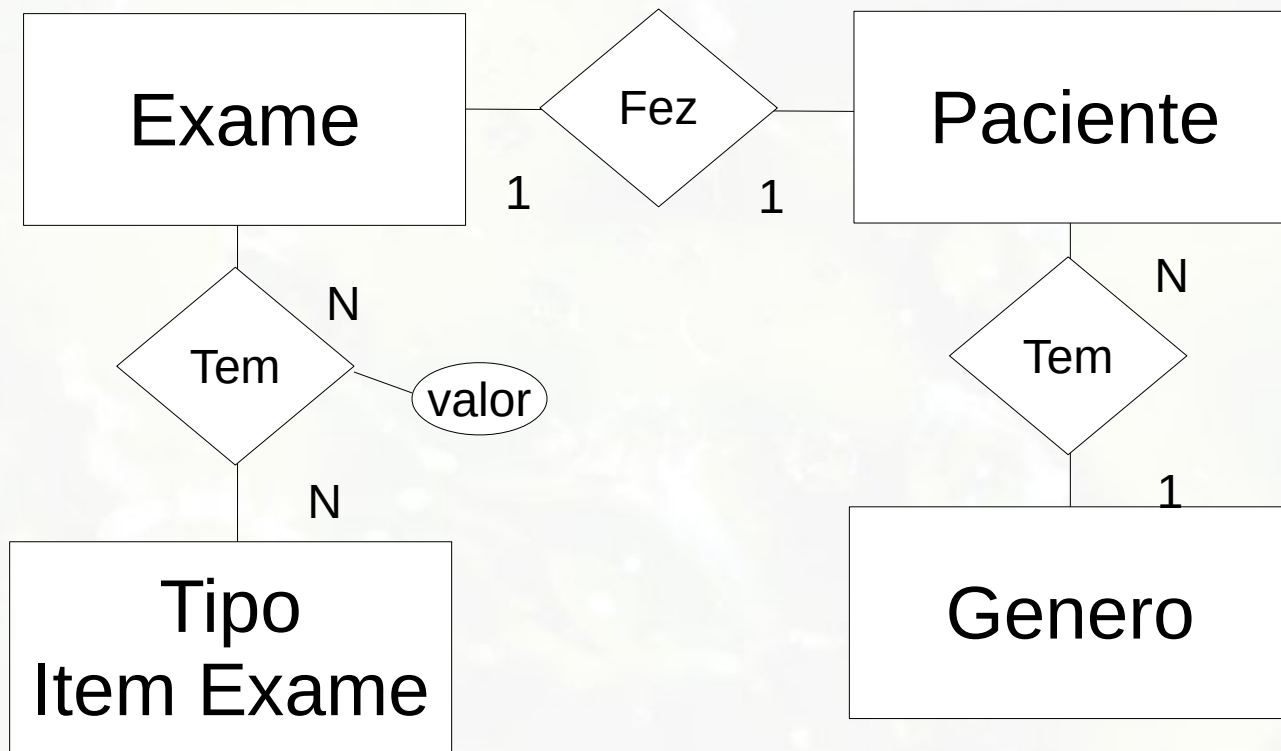 Exame
Fez
Paciente
1
1
N
N
Tem
Tem
valor
N
1
Tipo
Item Exame
Genero